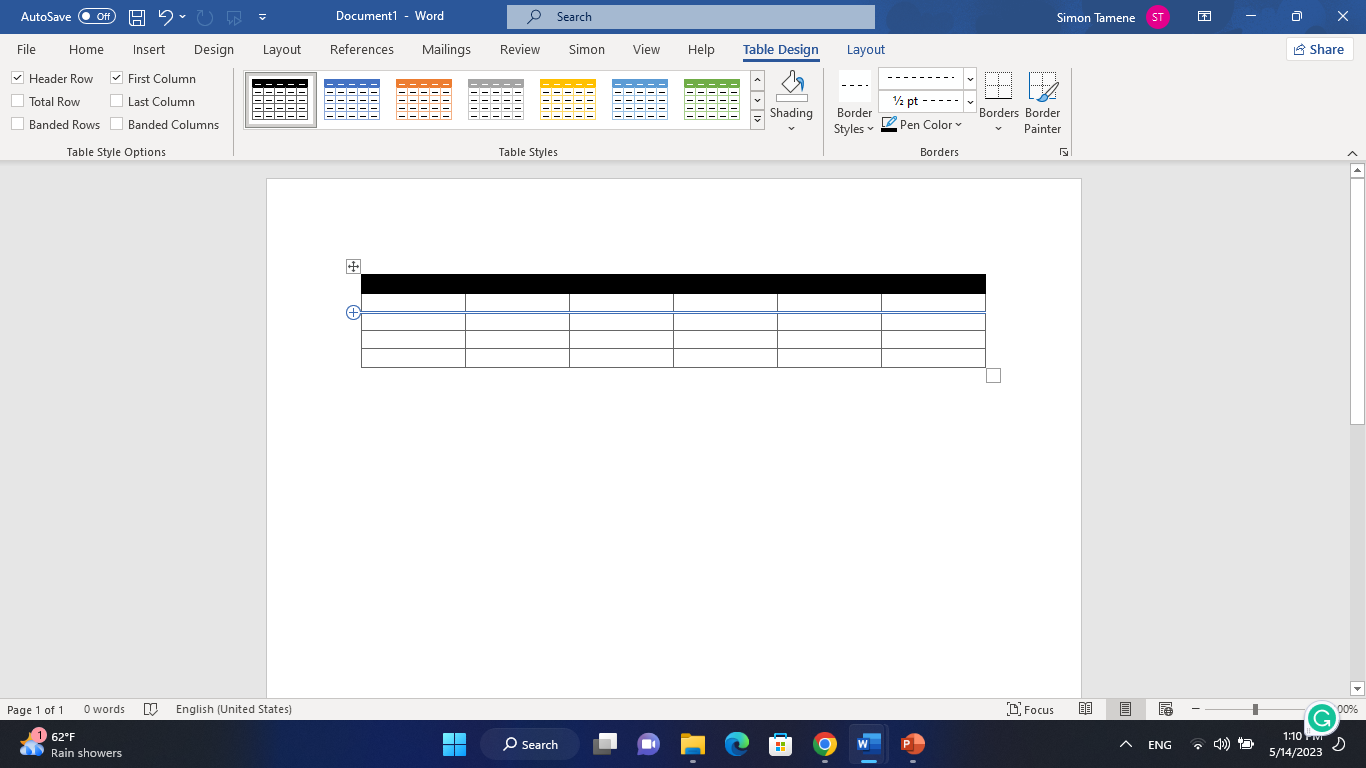 AutoSave Off Document1 - Word Search Simon Tamene ST
File Home Insert Design Layout References Mailings Review Simon View Help Table Design Layout Share
Header Row First Column
Total Row Last Column
Banded Rows Banded Columns
Table Style Options
Table Styles
Shading
Border Styles
½ pt
Pen Color
Borders
Border Painter
Borders
Page 1 of 1 0 words English (United States) Focus 00%
1
62°F
Rain showers
Search
ENG
1:10 PM
5/14/2023